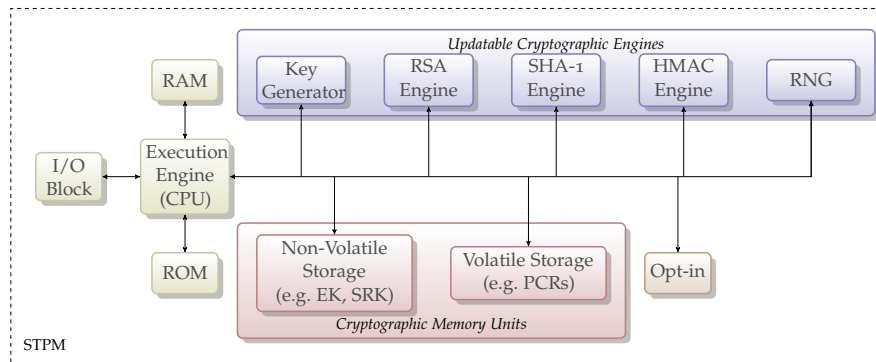 Updatable Cryptographic Engines
Key
Generator
RSA
Engine
SHA-1
Engine
HMAC
Engine
RNG
RAM
I/O
Block
Execution
Engine
(CPU)
ROM
Non-Volatile
Storage
(e.g. EK, SRK)
Volatile Storage
(e.g. PCRs)
Opt-in
Cryptographic Memory Units
STPM